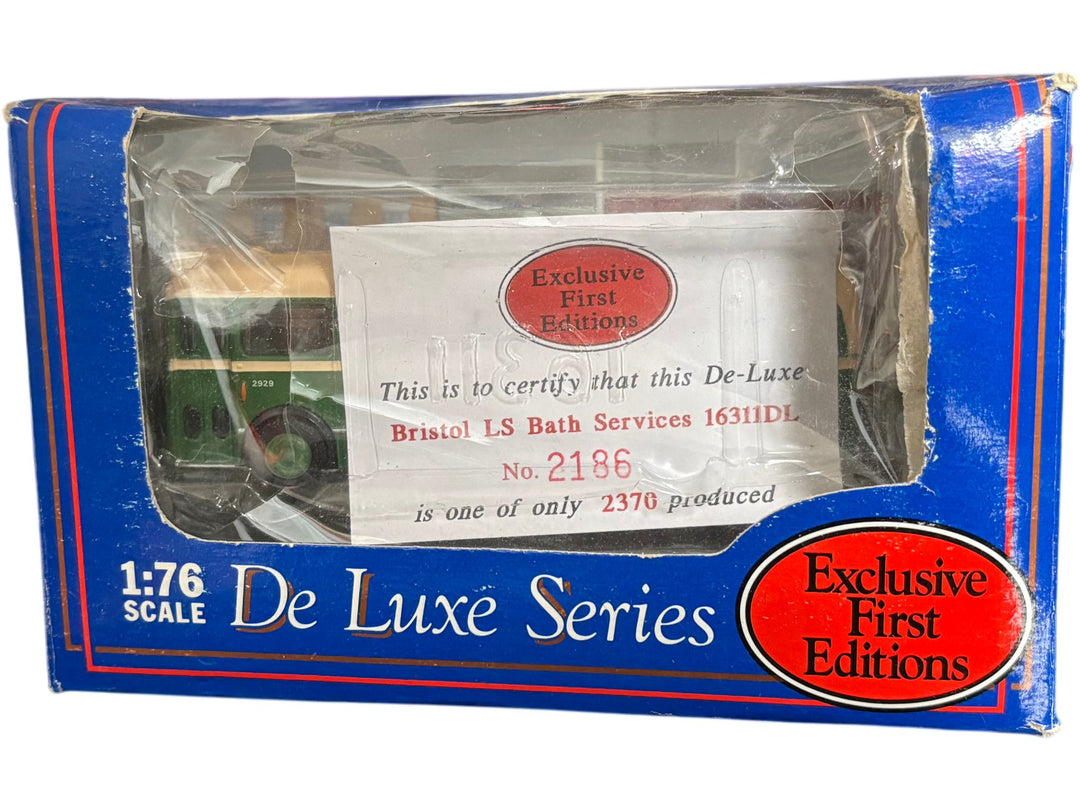 Exclusive
First
Editions
This is to certify that this De-Luxe
Bristol LS Bath Services 16311DL
No. 2186
is one of only 2370 produced
2929
1:76
SCALE
De Luxe Series
Exclusive
First
Editions